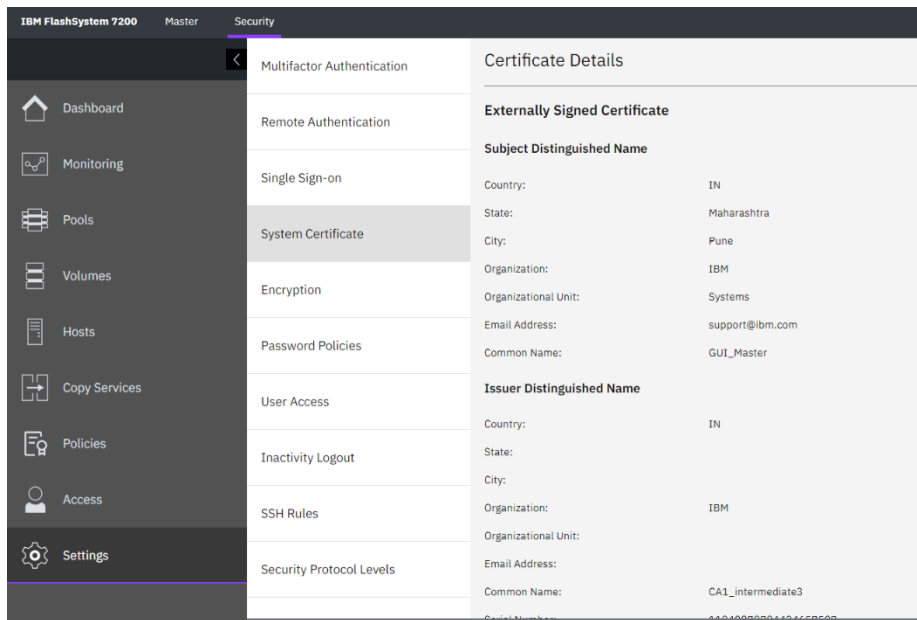 IBM FlashSystem 7200 Master Security
Dashboard
Monitoring
Pools
Volumes
Hosts
Copy Services
Policies
Access
Settings
Multifactor Authentication
Remote Authentication
Single Sign-on
System Certificate
Encryption
Password Policies
User Access
Inactivity Logout
SSH Rules
Security Protocol Levels
Certificate Details
Externally Signed Certificate
Subject Distinguished Name
Country: IN
State: Maharashtra
City: Pune
Organization: IBM
Organizational Unit: Systems
Email Address: support@ibm.com
Common Name: GUI_Master
Issuer Distinguished Name
Country: IN
State:
City:
Organization: IBM
Organizational Unit:
Email Address:
Common Name: CA1_intermediate3
Serial Number: